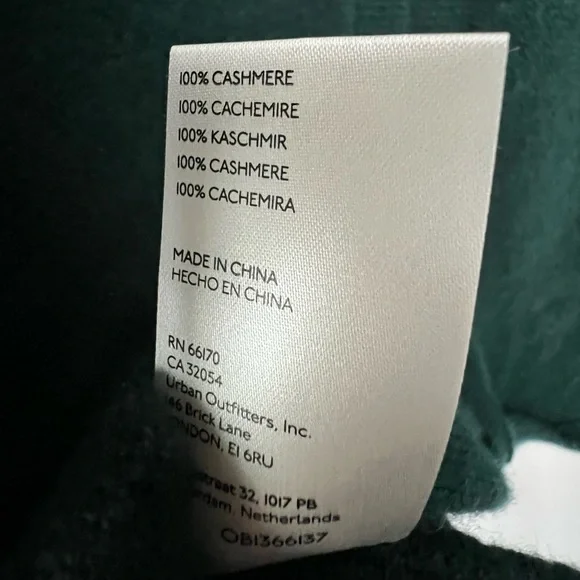 100% CASHMERE
100% CACHEMIRE
100% KASCHMIR
100% CASHMERE
100% CACHEMIRA
MADE IN CHINA
HECHO EN CHINA
RN 66170
CA 32054
Urban Outfitters, Inc.
Brick Lane
E1 6RU
32, 1017 PB
Netherlands
OB1366137